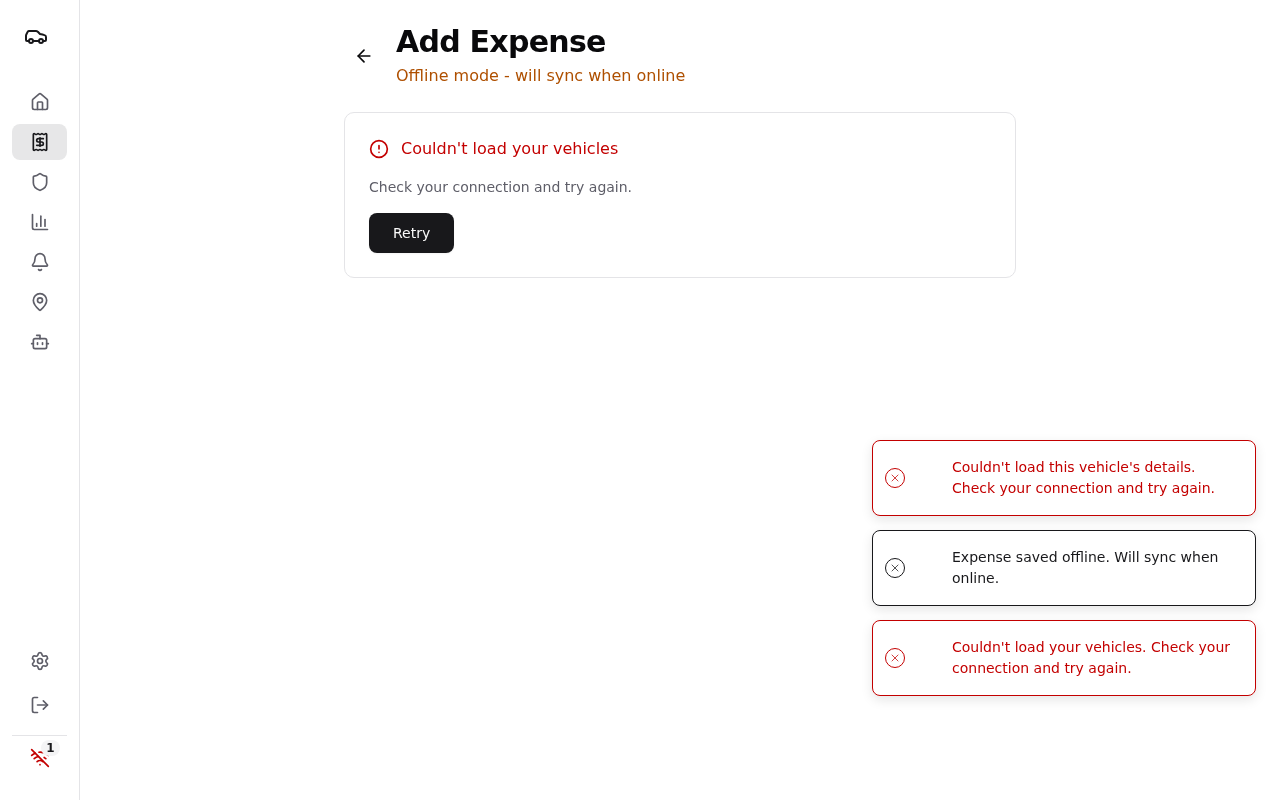 Add Expense
Offline mode - will sync when online
Couldn't load your vehicles
Check your connection and try again.
Retry
Couldn't load this vehicle's details.
Check your connection and try again.
Expense saved offline. Will sync when
online.
Couldn't load your vehicles. Check your
connection and try again.
1